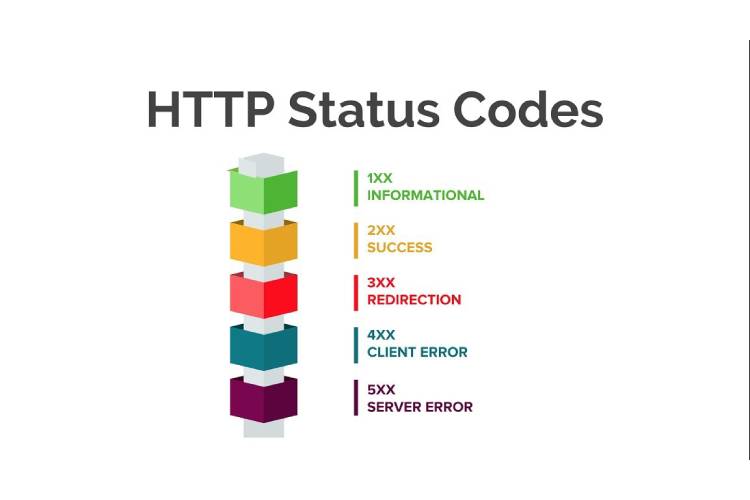 HTTP Status Codes
1XX
INFORMATIONAL
2XX
SUCCESS
3XX
REDIRECTION
4XX
CLIENT ERROR
5XX
SERVER ERROR